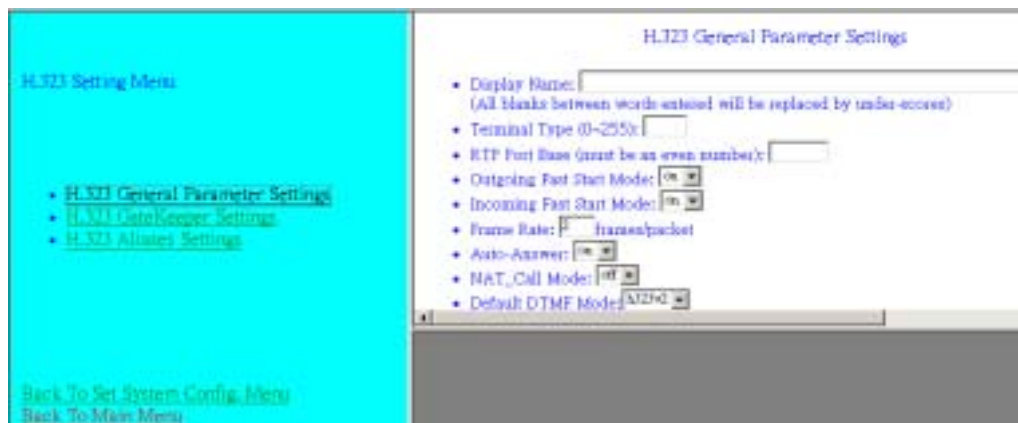 H.323 Setting Menu
H.323 General Parameter Settings
H.323 GateKeeper Settings
H.323 Aliases Settings
Back To Set System Config. Menu
Back To Main Menu
H.323 General Parameter Settings
Display Name:
(All blanks between words entered will be replaced by under-scores)
Terminal Type (0~255):
RTP Port Base (must be an even number):
Outgoing Fast Start Mode: on
Incoming Fast Start Mode: on
Frame Rate: frames/packet
Auto-Answer: on
NAT_Call Mode: off
Default DTMF Mode: h323v2